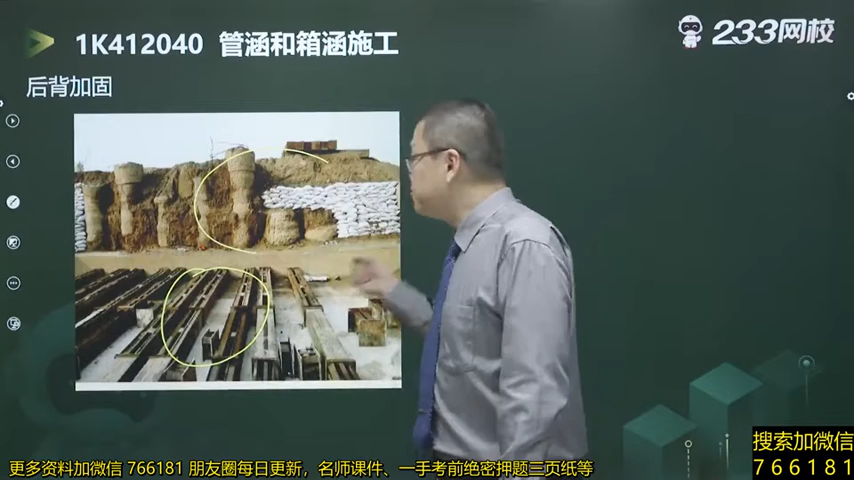 1K412040 管涵和箱涵施工
233网校
后背加固
搜索加微信
766181
更多资料加微信 766181 朋友圈每日更新，名师课件、一手考前绝密押题三页纸等